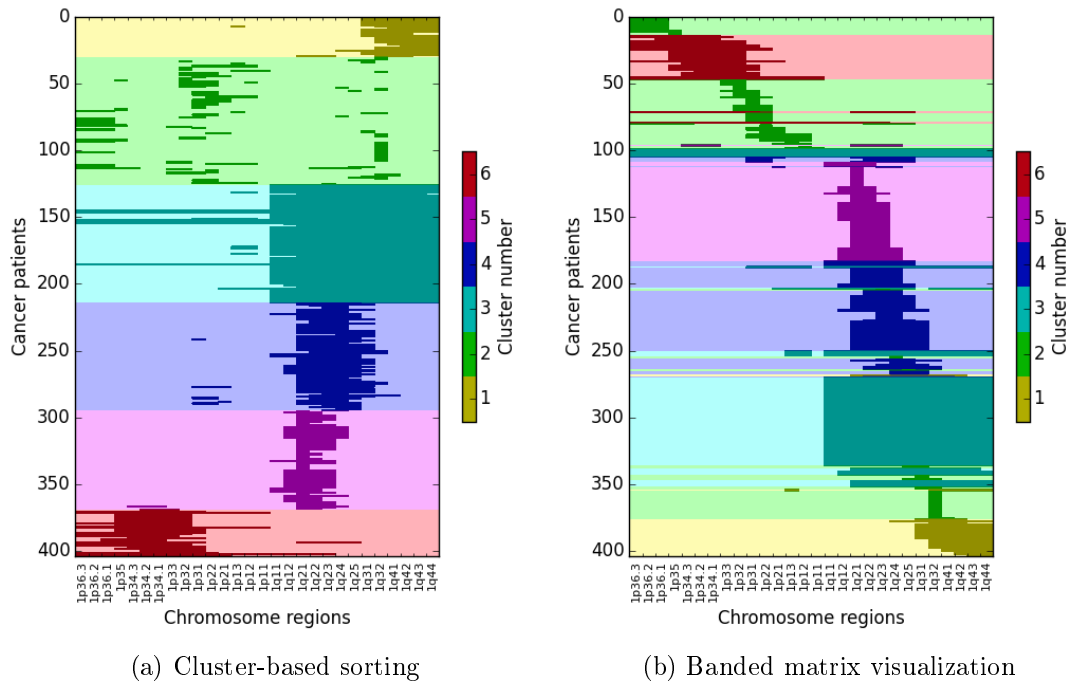 0
50
100
150
200
250
300
350
400
Cancer patients
1p36.3
1p36.2
1p36.1
1p35
1p34.3
1p34.2
1p34.1
1p33
1p32
1p31
1p22
1p21
1p13
1p12
1p11
1q11
1q12
1q21
1q22
1q23
1q24
1q25
1q31
1q32
1q41
1q42
1q43
1q44
Chromosome regions
6
5
4
3
2
1
Cluster number
(a) Cluster-based sorting
0
50
100
150
200
250
300
350
400
Cancer patients
1p36.3
1p36.2
1p36.1
1p35
1p34.3
1p34.2
1p34.1
1p33
1p32
1p31
1p22
1p21
1p13
1p12
1p11
1q11
1q12
1q21
1q22
1q23
1q24
1q25
1q31
1q32
1q41
1q42
1q43
1q44
Chromosome regions
6
5
4
3
2
1
Cluster number
(b) Banded matrix visualization